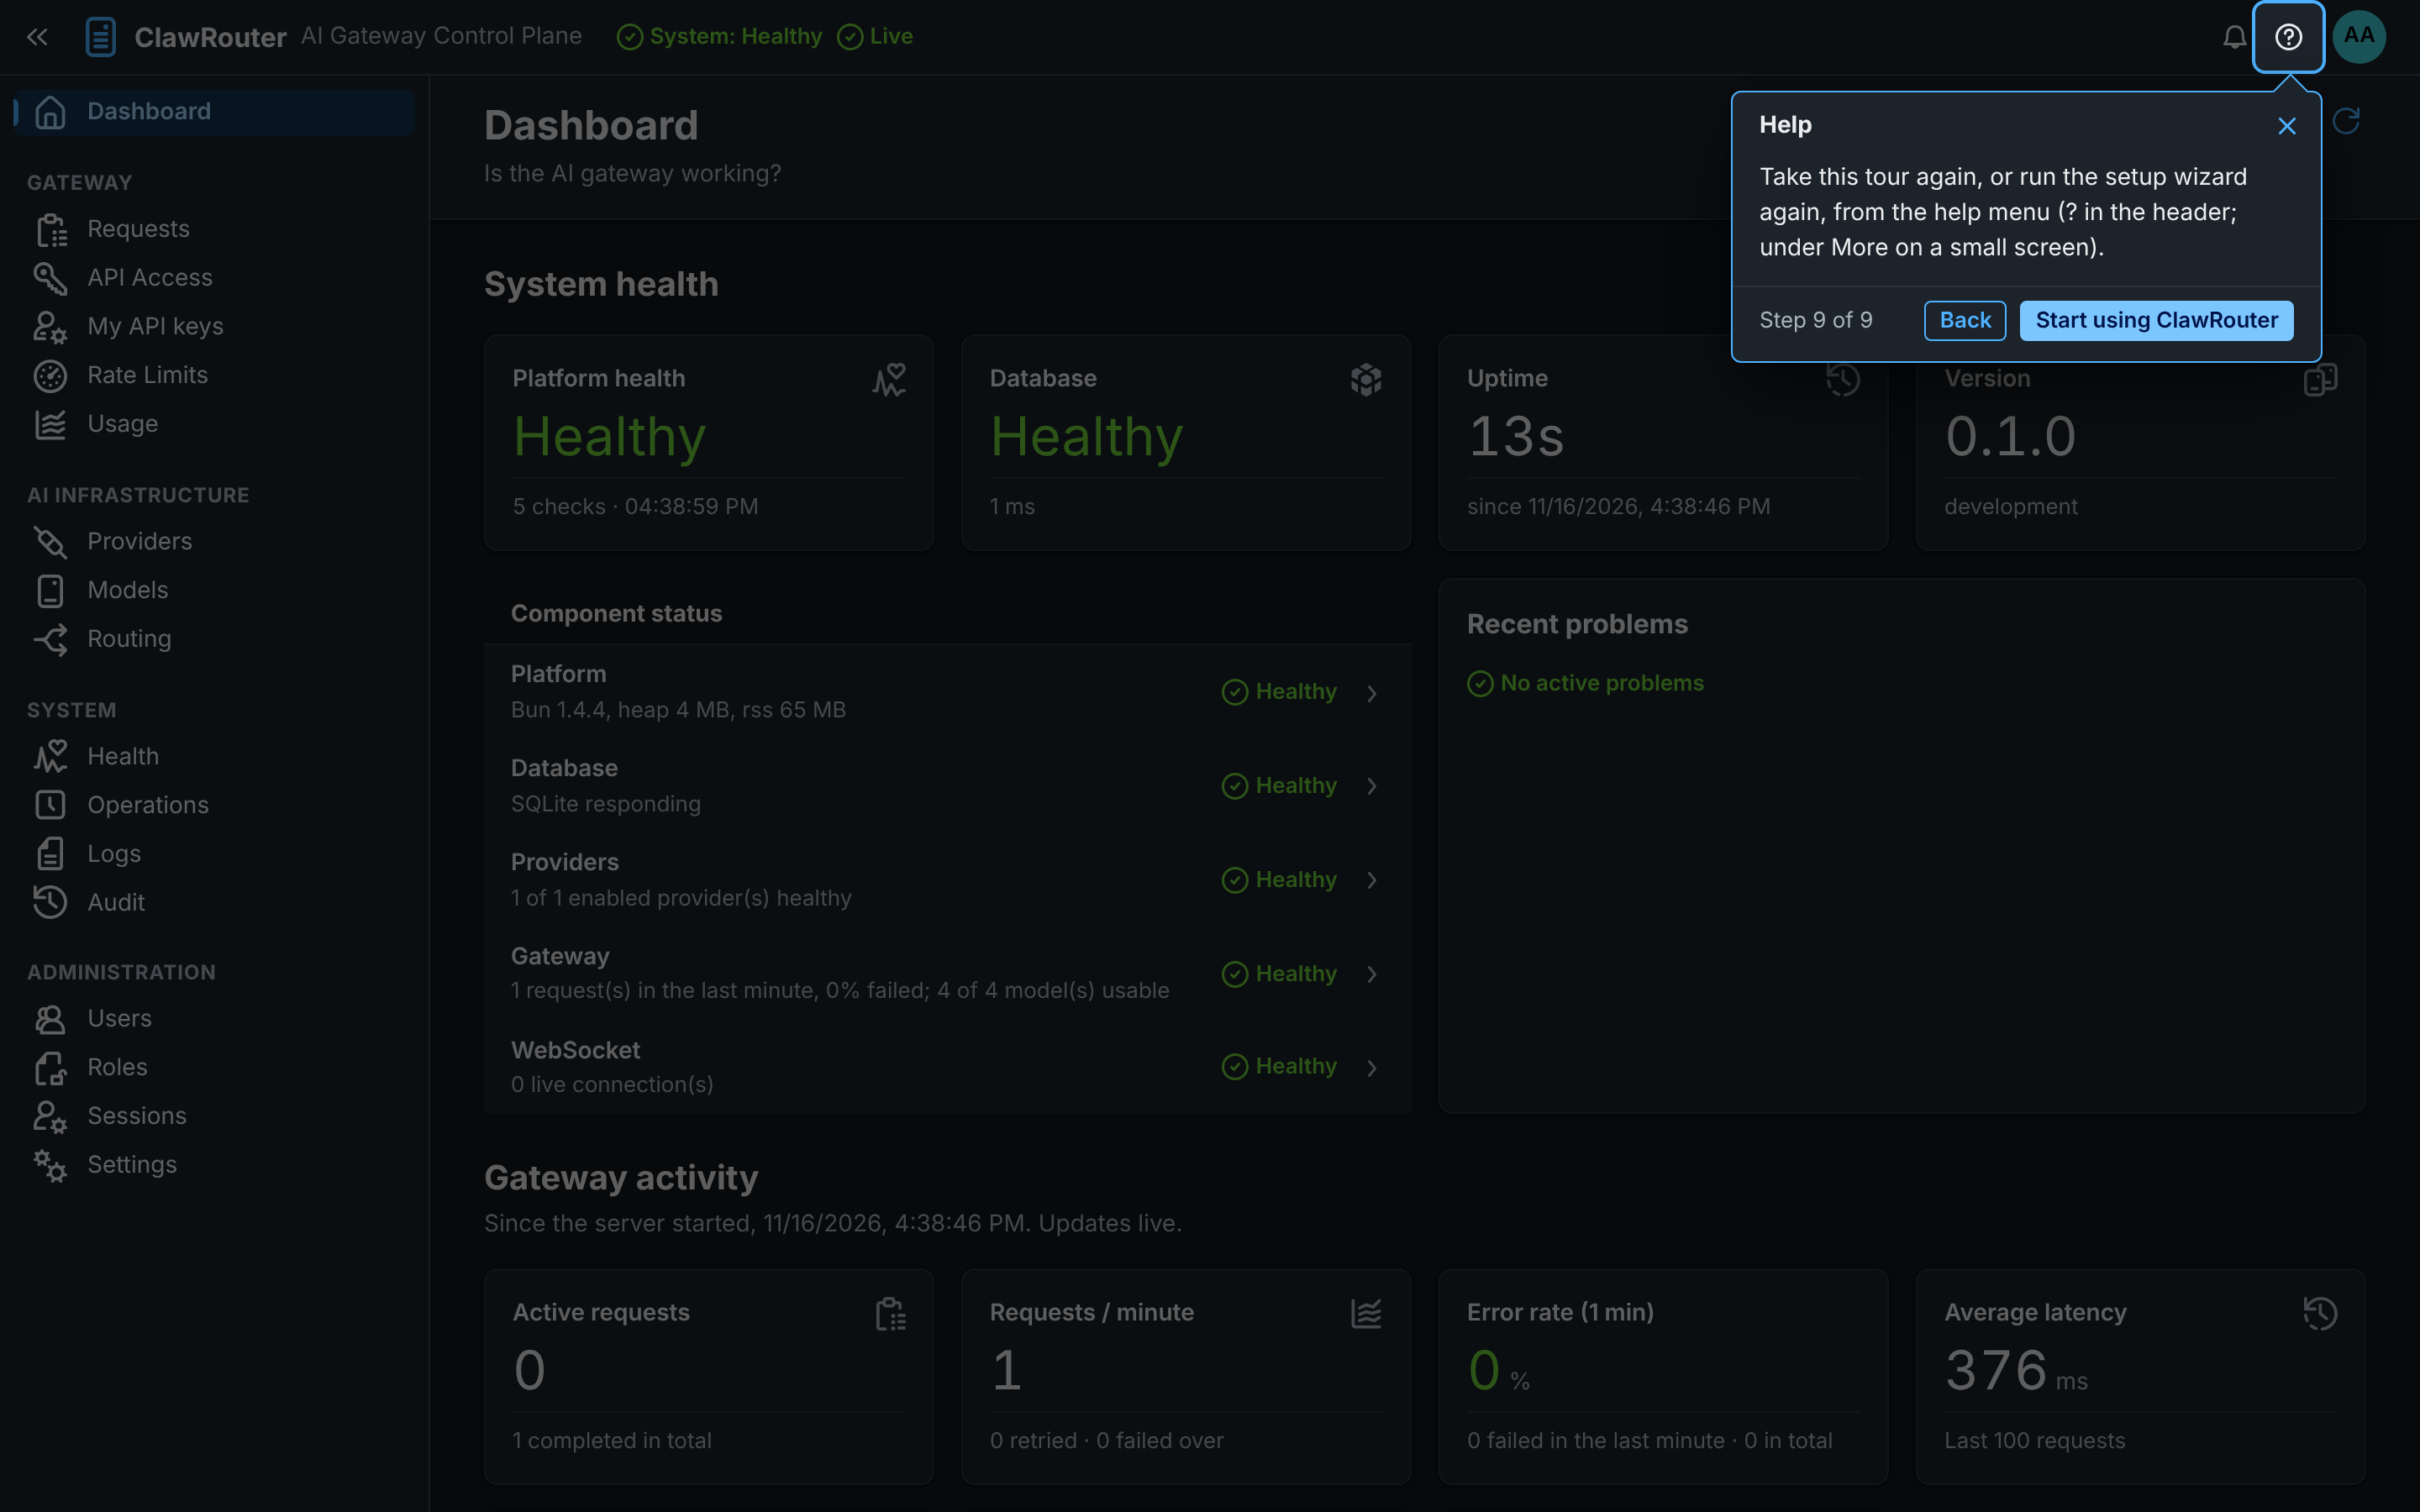 ClawRouter AI Gateway Control Plane System: Healthy Live AA
Dashboard
GATEWAY
Requests
API Access
My API keys
Rate Limits
Usage
AI INFRASTRUCTURE
Providers
Models
Routing
SYSTEM
Health
Operations
Logs
Audit
ADMINISTRATION
Users
Roles
Sessions
Settings
Dashboard
Is the AI gateway working?
Help
Take this tour again, or run the setup wizard
again, from the help menu (? in the header;
under More on a small screen).
Step 9 of 9 Back Start using ClawRouter
System health
Platform health
Healthy
5 checks · 04:38:59 PM
Database
Healthy
1 ms
Uptime
13s
since 11/16/2026, 4:38:46 PM
Version
0.1.0
development
Component status
Platform
Bun 1.4.4, heap 4 MB, rss 65 MB
Healthy
Database
SQLite responding
Healthy
Providers
1 of 1 enabled provider(s) healthy
Healthy
Gateway
1 request(s) in the last minute, 0% failed; 4 of 4 model(s) usable
Healthy
WebSocket
0 live connection(s)
Healthy
Recent problems
No active problems
Gateway activity
Since the server started, 11/16/2026, 4:38:46 PM. Updates live.
Active requests
0
1 completed in total
Requests / minute
1
0 retried · 0 failed over
Error rate (1 min)
0 %
0 failed in the last minute · 0 in total
Average latency
376 ms
Last 100 requests